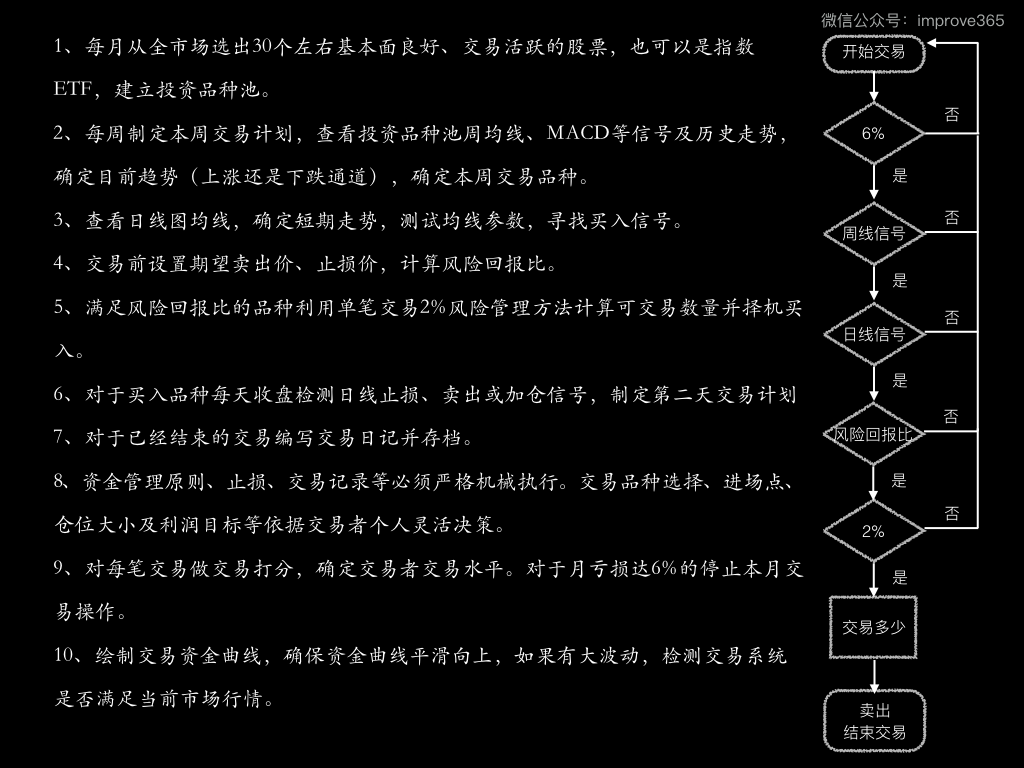 微信公众号：improve365
1、每月从全市场选出30个左右基本面良好、交易活跃的股票，也可以是指数
ETF，建立投资品种池。
2、每周制定本周交易计划，查看投资品种池周均线、MACD等信号及历史走势，
确定目前趋势（上涨还是下跌通道），确定本周交易品种。
3、查看日线图均线，确定短期走势，测试均线参数，寻找买入信号。
4、交易前设置期望卖出价、止损价，计算风险回报比。
5、满足风险回报比的品种利用单笔交易2%风险管理方法计算可交易数量并择机买
入。
6、对于买入品种每天收盘检测日线止损、卖出或加仓信号，制定第二天交易计划
7、对于已经结束的交易编写交易日记并存档。
8、资金管理原则、止损、交易记录等必须严格机械执行。交易品种选择、进场点、
仓位大小及利润目标等依据交易者个人灵活决策。
9、对每笔交易做交易打分，确定交易者交易水平。对于月亏损达6%的停止本月交
易操作。
10、绘制交易资金曲线，确保资金曲线平滑向上，如果有大波动，检测交易系统
是否满足当前市场行情。
开始交易
否
6%
是
否
周线信号
是
否
日线信号
是
否
风险回报比
是
否
2%
是
交易多少
卖出
结束交易